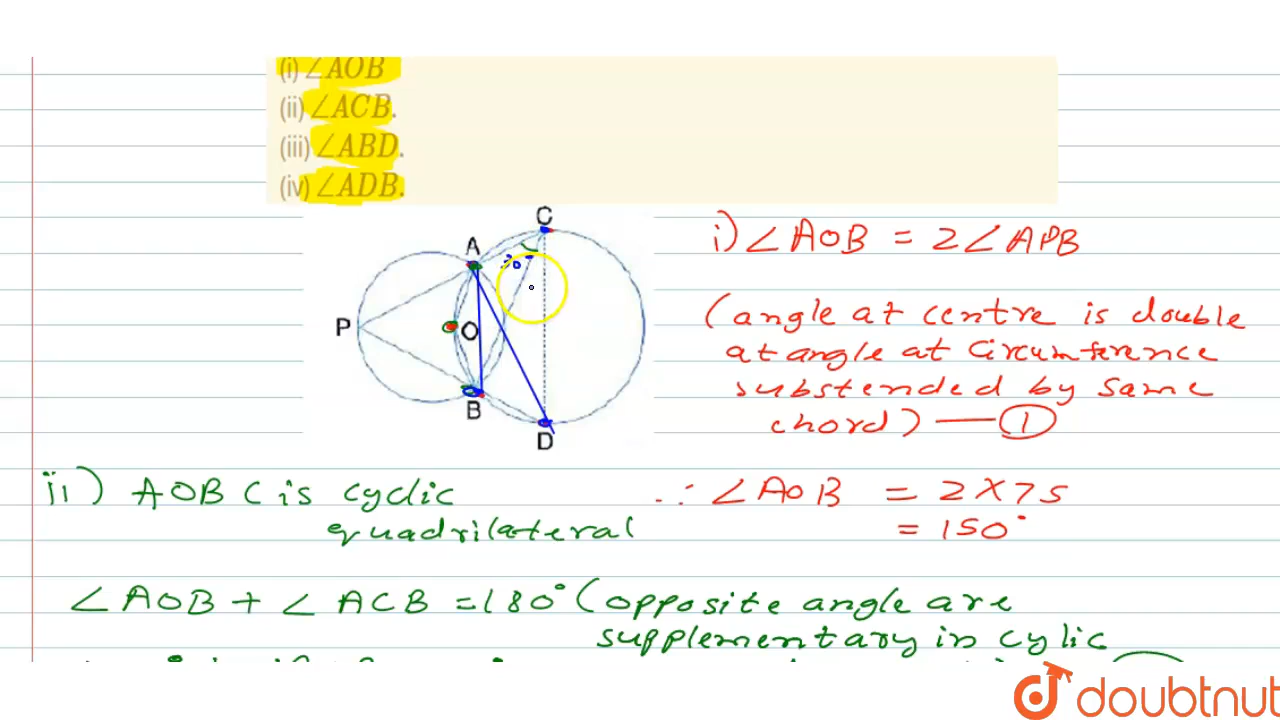 (i) ∠AOB
(ii) ∠ACB.
(iii) ∠ABD.
(iv) ∠ADB.
C
A
30
P
O
B
D
i) ∠AOB = 2∠APB
(angle at centre is double
at angle at circumference
substended by same
chord) — 1
∴ ∠AOB = 2×75
= 150°
ii) AOBC is cyclic
quadrilateral
∠AOB + ∠ACB = 180° (opposite angle are
supplementary in cylic
doubtnut